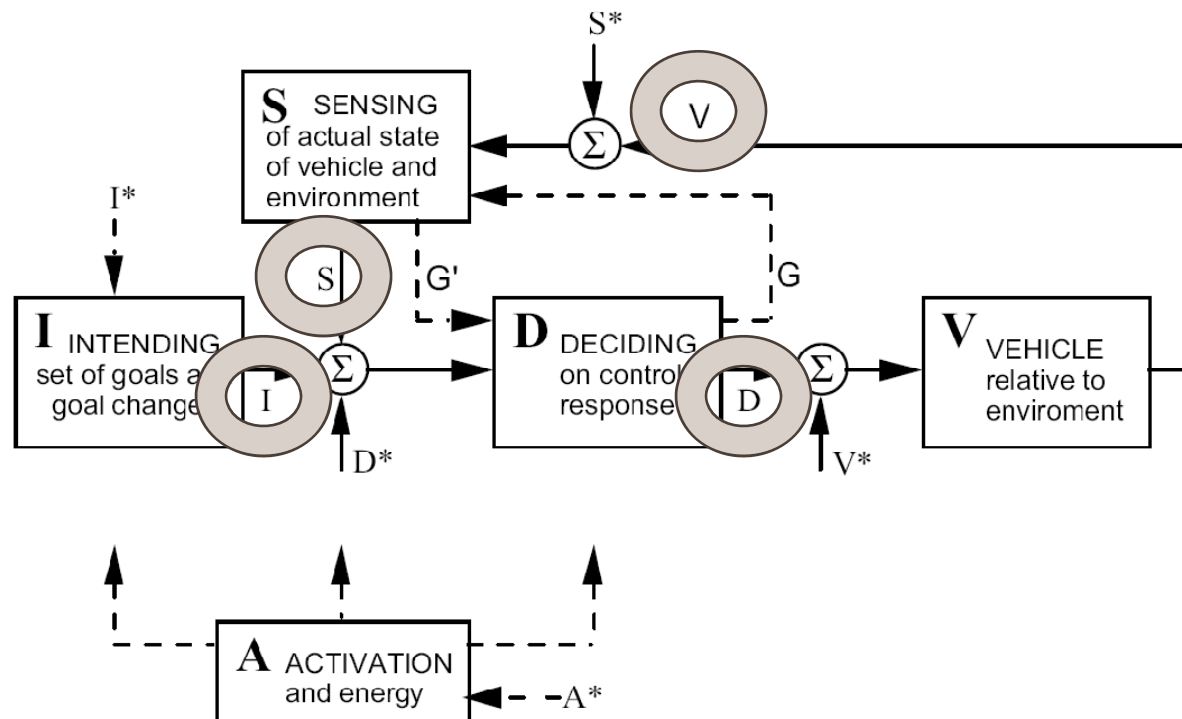 S*
S SENSING
of actual state
of vehicle and
environment
Σ
V
I*
S
G'
G
I INTENDING
set of goals
goal change
I
Σ
D*
D DECIDING
on control
response
D
Σ
V*
V VEHICLE
relative to
enviroment
A ACTIVATION
and energy
A*